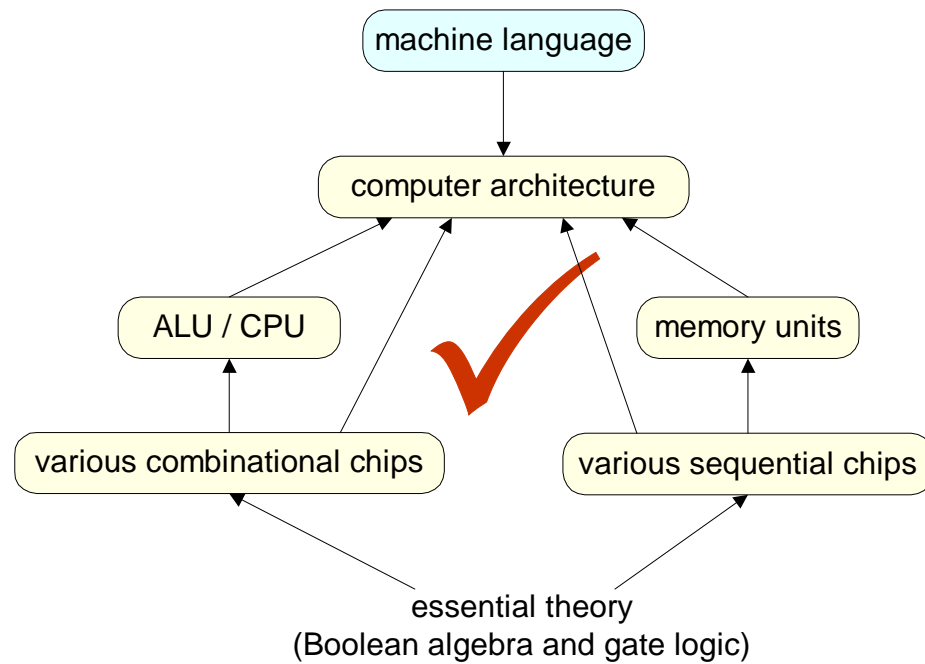 machine language
computer architecture
ALU / CPU
memory units
various combinational chips
various sequential chips
essential theory
(Boolean algebra and gate logic)